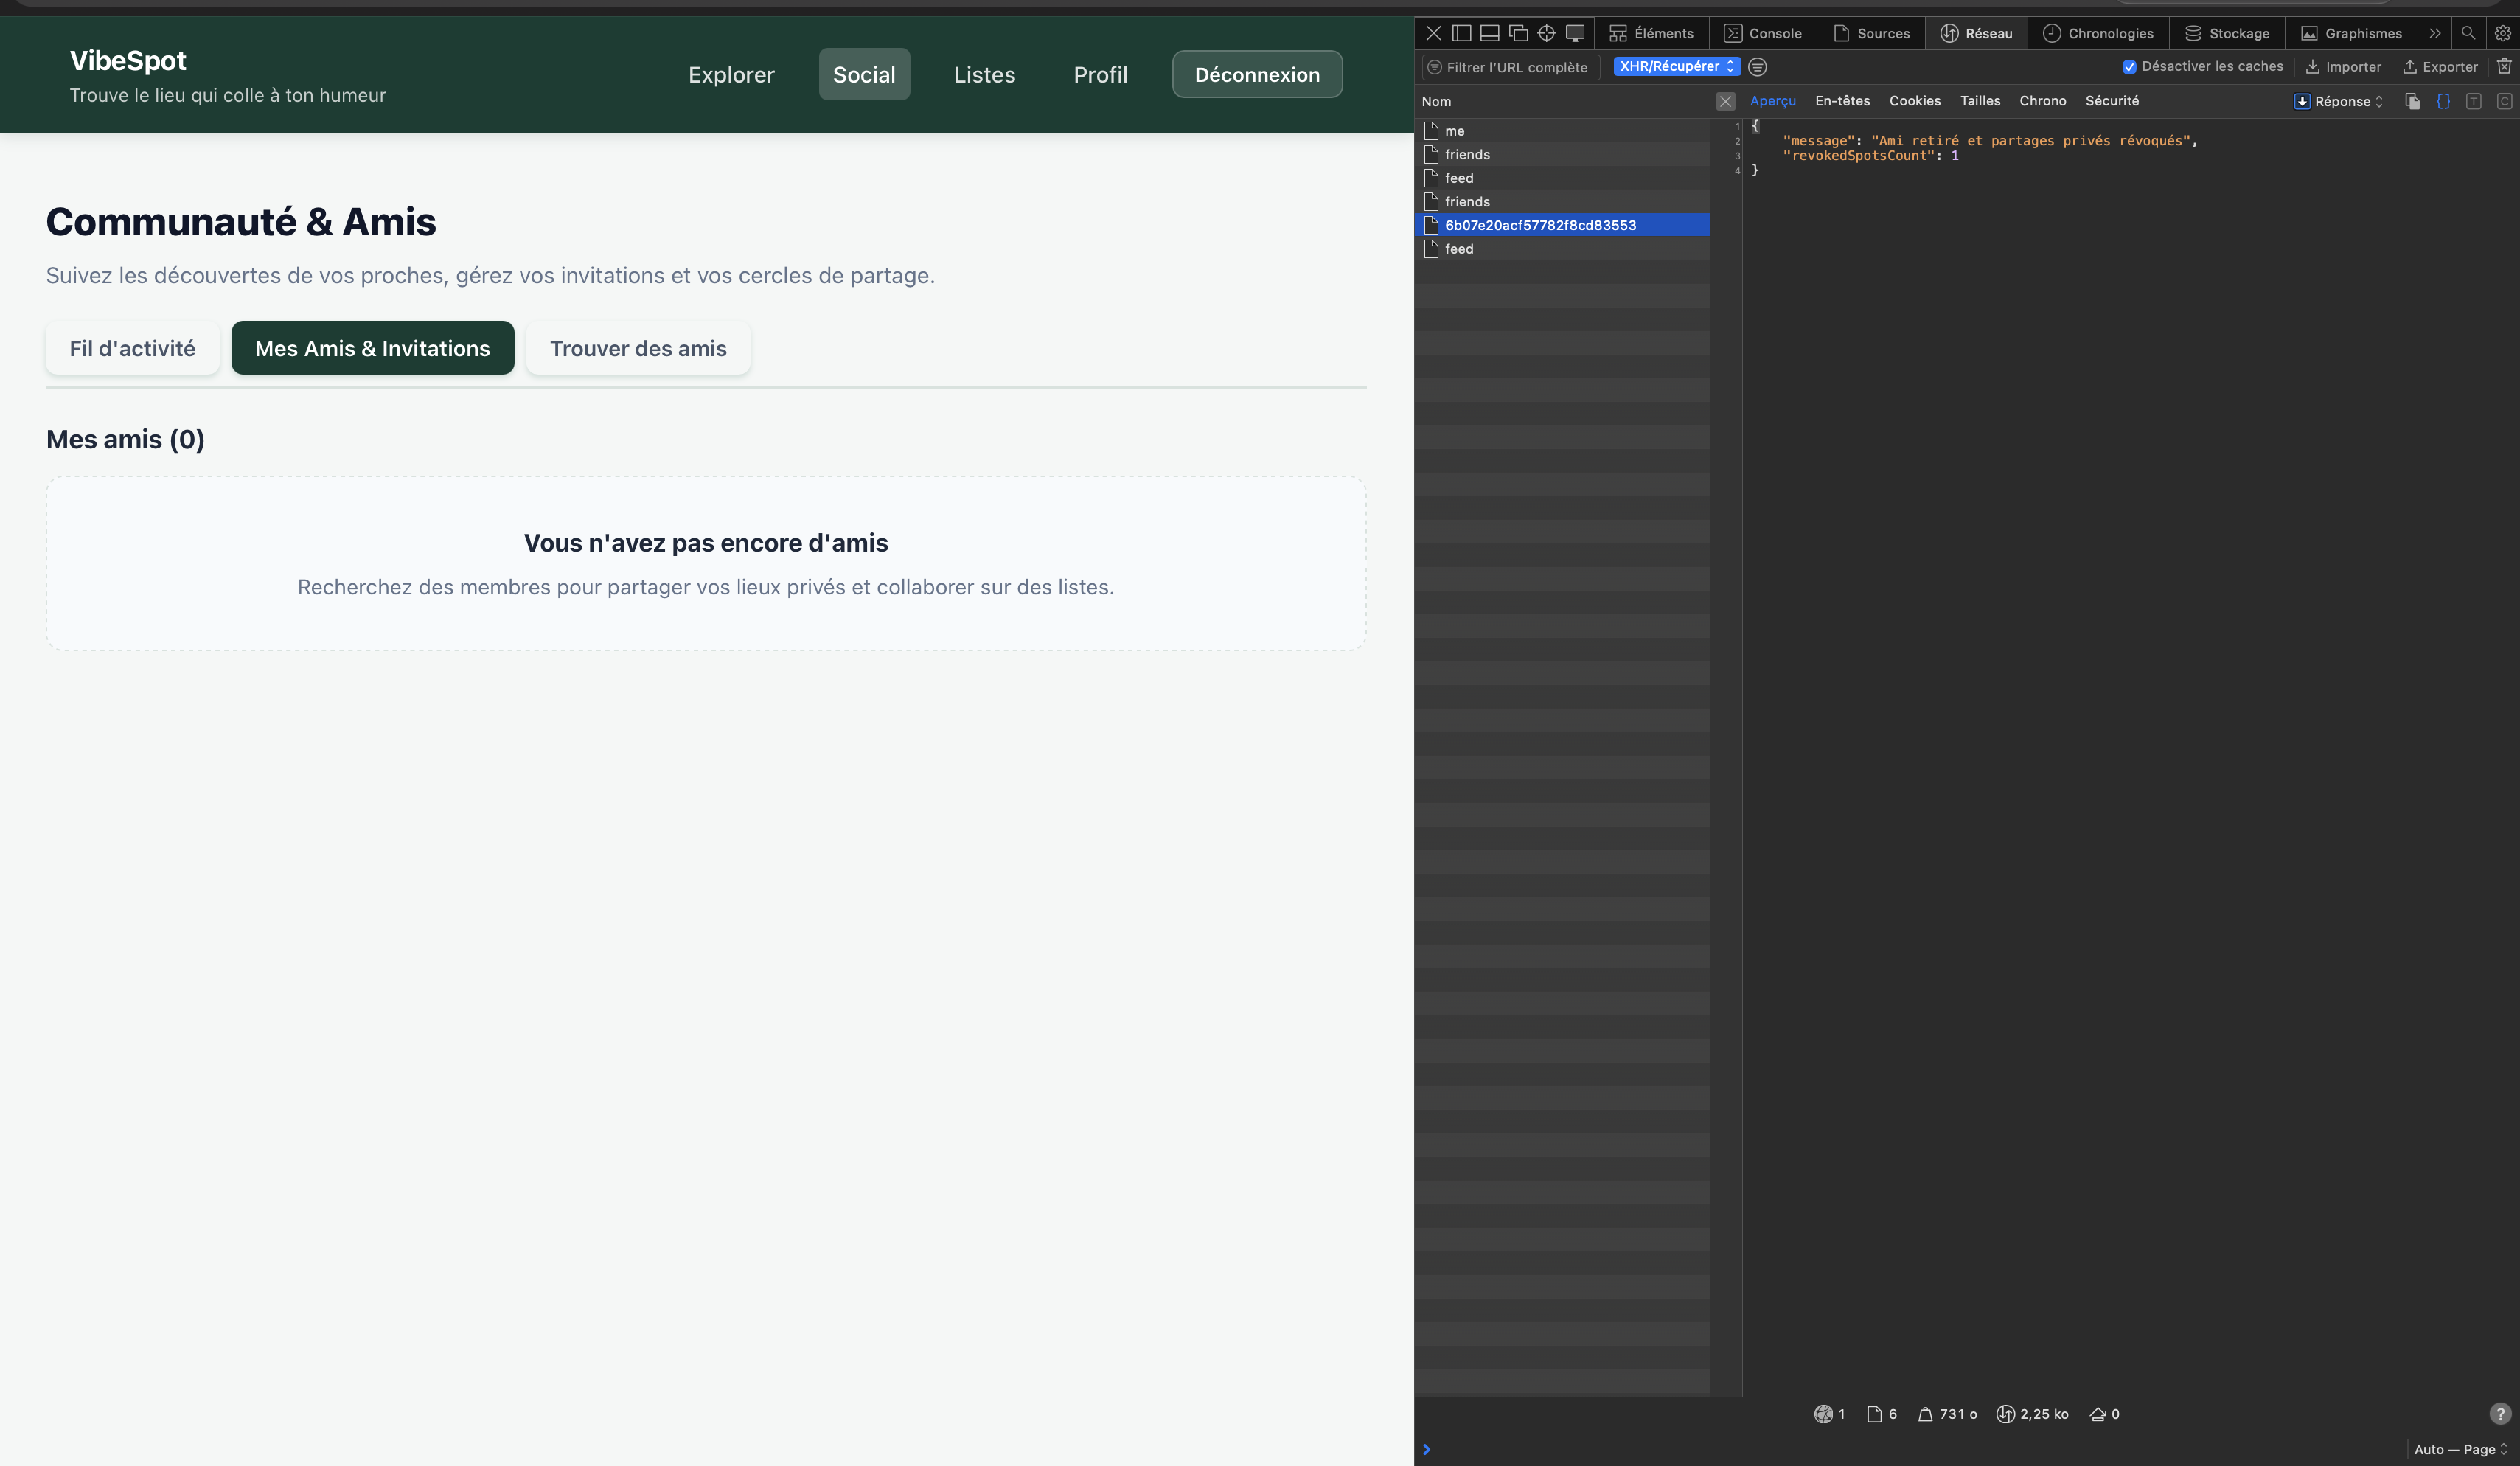 VibeSpot
Trouve le lieu qui colle à ton humeur
Explorer
Social
Listes
Profil
Déconnexion
Communauté & Amis
Suivez les découvertes de vos proches, gérez vos invitations et vos cercles de partage.
Fil d'activité
Mes Amis & Invitations
Trouver des amis
Mes amis (0)
Vous n'avez pas encore d'amis
Recherchez des membres pour partager vos lieux privés et collaborer sur des listes.
Éléments
Console
Sources
Réseau
Chronologies
Stockage
Graphismes
Filtrer l'URL complète
XHR/Récupérer
Désactiver les caches
Importer
Exporter
Nom
me
friends
feed
friends
6b07e20acf57782f8cd83553
feed
Aperçu
En-têtes
Cookies
Tailles
Chrono
Sécurité
Réponse
1 {
2 "message": "Ami retiré et partages privés révoqués",
3 "revokedSpotsCount": 1
4 }
1
6
731 o
2,25 ko
0
?
Auto — Page